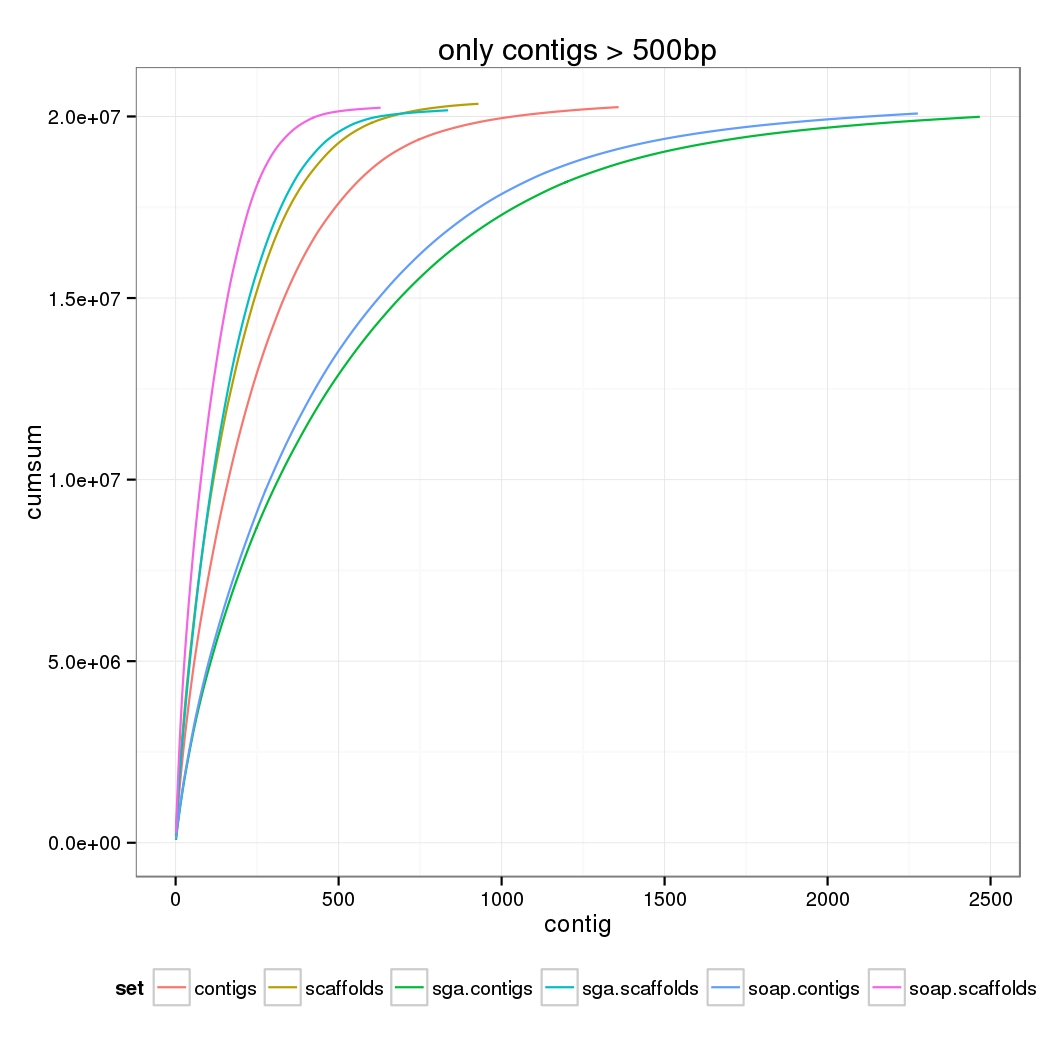 only contigs > 500bp
cumsum
2.0e+07
1.5e+07
1.0e+07
5.0e+06
0.0e+00
0 500 1000 1500 2000 2500
contig
set contigs scaffolds sga.contigs sga.scaffolds soap.contigs soap.scaffolds